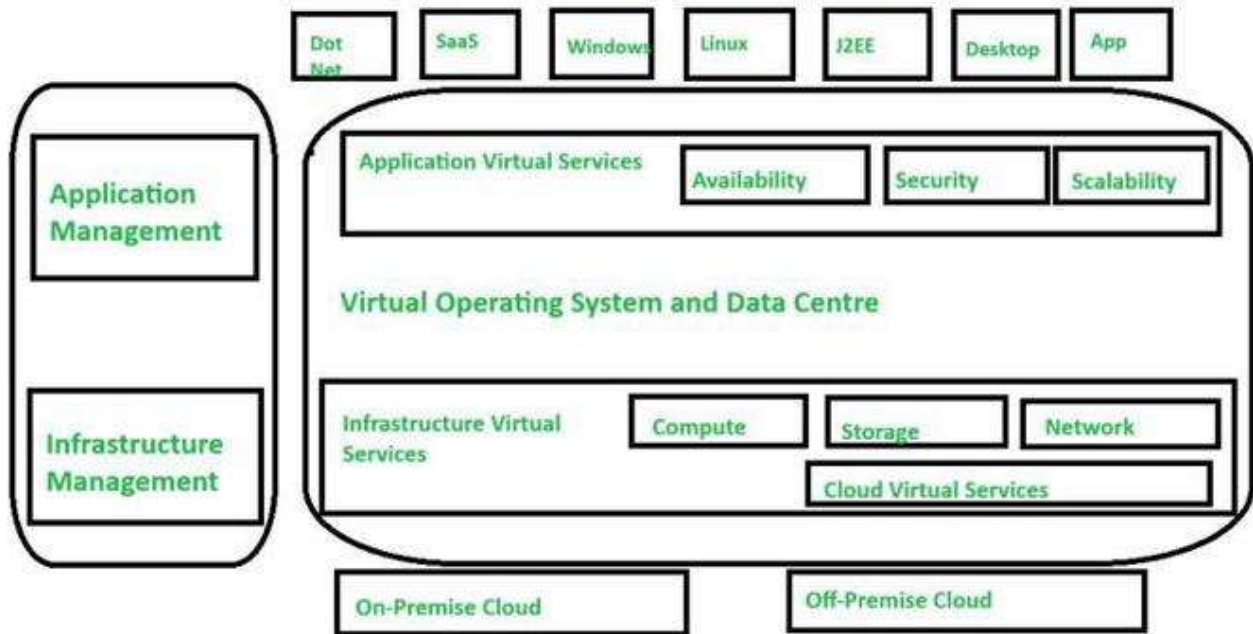 Dot
Net
SaaS
Windows
Linux
J2EE
Desktop
App
Application
Management
Infrastructure
Management
Application Virtual Services
Availability
Security
Scalability
Virtual Operating System and Data Centre
Infrastructure Virtual
Services
Compute
Storage
Network
Cloud Virtual Services
On-Premise Cloud
Off-Premise Cloud